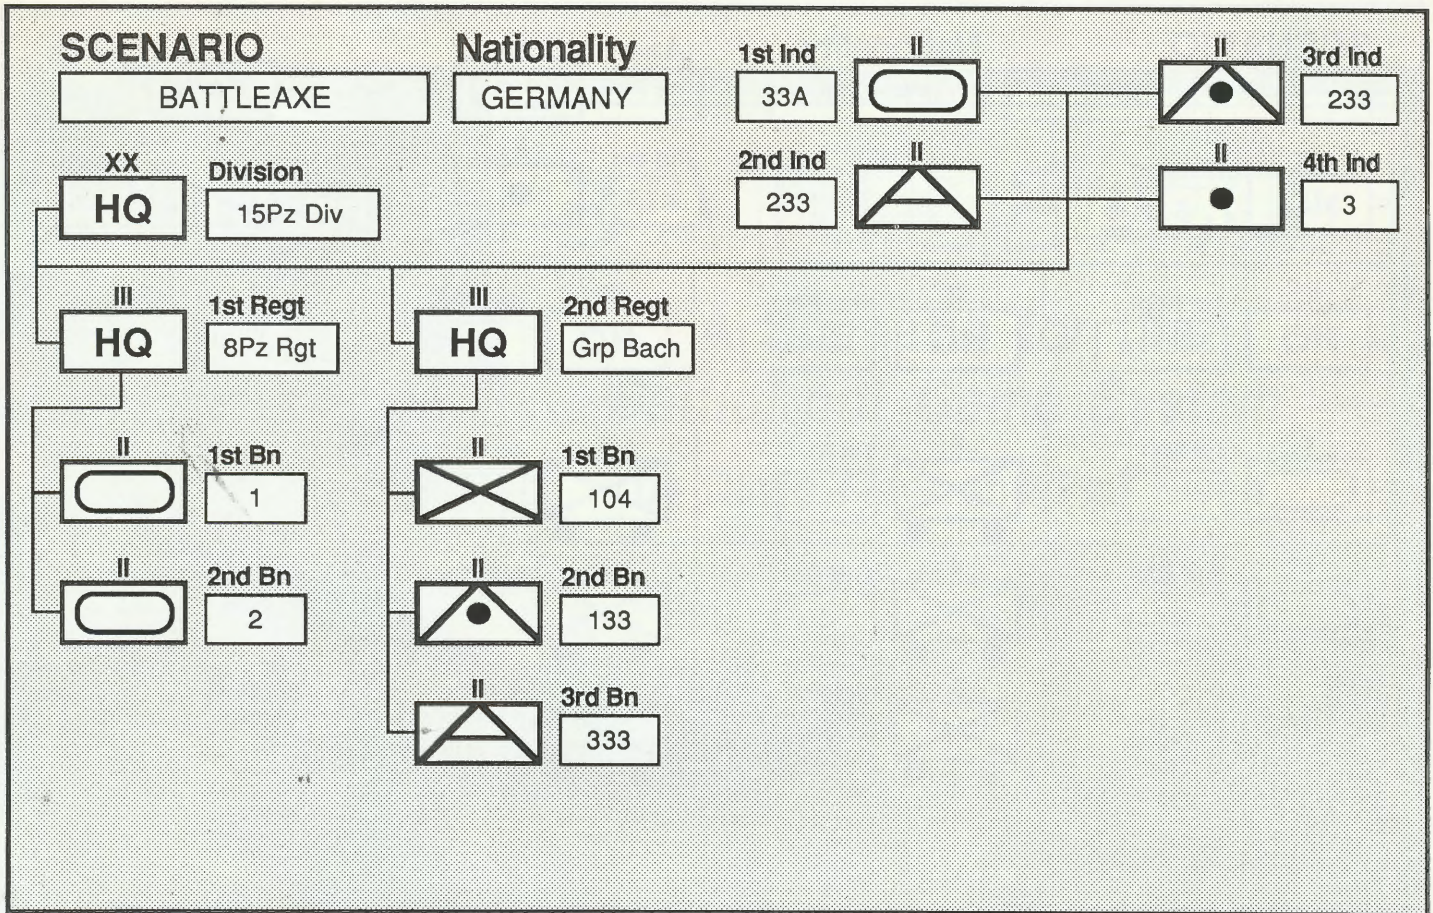 SCENARIO Nationality
BATTLEAXE GERMANY
1st Ind II II 3rd Ind
33A 233
2nd Ind II II 4th Ind
233 3
XX Division
HQ 15Pz Div
III 1st Regt III 2nd Regt
HQ 8Pz Rgt HQ Grp Bach
II 1st Bn II 1st Bn
1 104
II 2nd Bn II 2nd Bn
2 133
II 3rd Bn
333